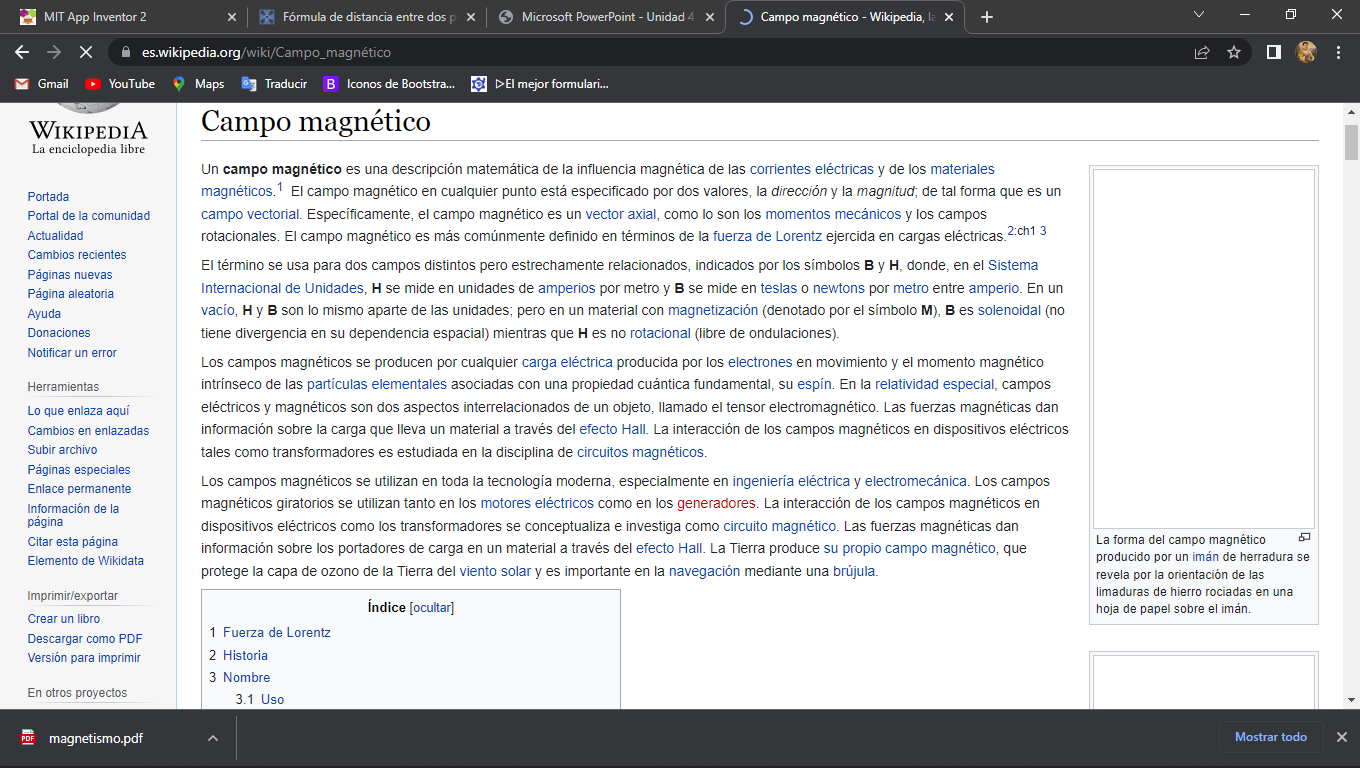 MIT App Inventor 2
Fórmula de distancia entre dos p
Microsoft PowerPoint - Unidad 4
Campo magnético - Wikipedia, la
es.wikipedia.org/wiki/Campo_magnético
Gmail
YouTube
Maps
Traducir
B Iconos de Bootstra...
▷El mejor formulari...
WIKIPEDIA
La enciclopedia libre
Portada
Portal de la comunidad
Actualidad
Cambios recientes
Páginas nuevas
Página aleatoria
Ayuda
Donaciones
Notificar un error
Herramientas
Lo que enlaza aquí
Cambios en enlazadas
Subir archivo
Páginas especiales
Enlace permanente
Información de la
página
Citar esta página
Elemento de Wikidata
Imprimir/exportar
Crear un libro
Descargar como PDF
Versión para imprimir
En otros proyectos
Campo magnético
Un campo magnético es una descripción matemática de la influencia magnética de las corrientes eléctricas y de los materiales
magnéticos.1 El campo magnético en cualquier punto está especificado por dos valores, la dirección y la magnitud; de tal forma que es un
campo vectorial. Específicamente, el campo magnético es un vector axial, como lo son los momentos mecánicos y los campos
rotacionales. El campo magnético es más comúnmente definido en términos de la fuerza de Lorentz ejercida en cargas eléctricas.2:ch1 3
El término se usa para dos campos distintos pero estrechamente relacionados, indicados por los símbolos B y H, donde, en el Sistema
Internacional de Unidades, H se mide en unidades de amperios por metro y B se mide en teslas o newtons por metro entre amperio. En un
vacío, H y B son lo mismo aparte de las unidades; pero en un material con magnetización (denotado por el símbolo M), B es solenoidal (no
tiene divergencia en su dependencia espacial) mientras que H es no rotacional (libre de ondulaciones).
Los campos magnéticos se producen por cualquier carga eléctrica producida por los electrones en movimiento y el momento magnético
intrínseco de las partículas elementales asociadas con una propiedad cuántica fundamental, su espín. En la relatividad especial, campos
eléctricos y magnéticos son dos aspectos interrelacionados de un objeto, llamado el tensor electromagnético. Las fuerzas magnéticas dan
información sobre la carga que lleva un material a través del efecto Hall. La interacción de los campos magnéticos en dispositivos eléctricos
tales como transformadores es estudiada en la disciplina de circuitos magnéticos.
Los campos magnéticos se utilizan en toda la tecnología moderna, especialmente en ingeniería eléctrica y electromecánica. Los campos
magnéticos giratorios se utilizan tanto en los motores eléctricos como en los generadores. La interacción de los campos magnéticos en
dispositivos eléctricos como los transformadores se conceptualiza e investiga como circuito magnético. Las fuerzas magnéticas dan
información sobre los portadores de carga en un material a través del efecto Hall. La Tierra produce su propio campo magnético, que
protege la capa de ozono de la Tierra del viento solar y es importante en la navegación mediante una brújula.
Índice [ocultar]
1 Fuerza de Lorentz
2 Historia
3 Nombre
3.1 Uso
La forma del campo magnético
producido por un imán de herradura se
revela por la orientación de las
limaduras de hierro rociadas en una
hoja de papel sobre el imán.
PDF magnetismo.pdf
Mostrar todo